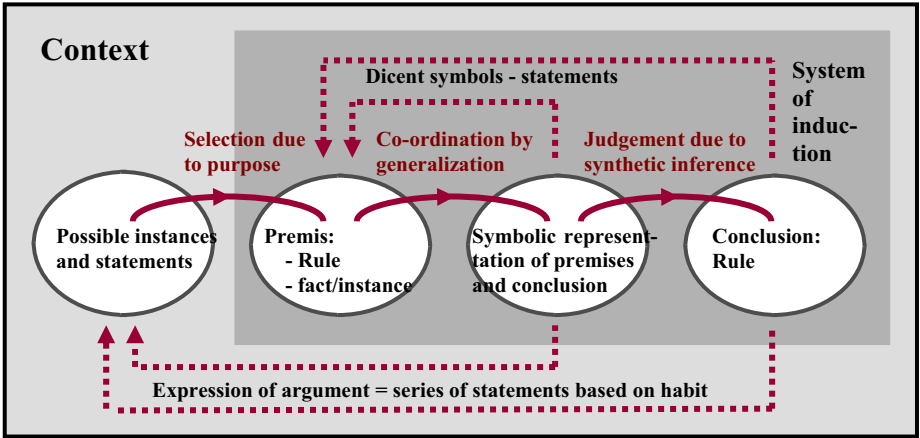 Context
Dicent symbols - statements
System
of
induc-
tion
Selection due
to purpose
Co-ordination by
generalization
Judgement due to
synthetic inference
Possible instances
and statements
Premis:
- Rule
- fact/instance
Symbolic represent-
tation of premises
and conclusion
Conclusion:
Rule
Expression of argument = series of statements based on habit